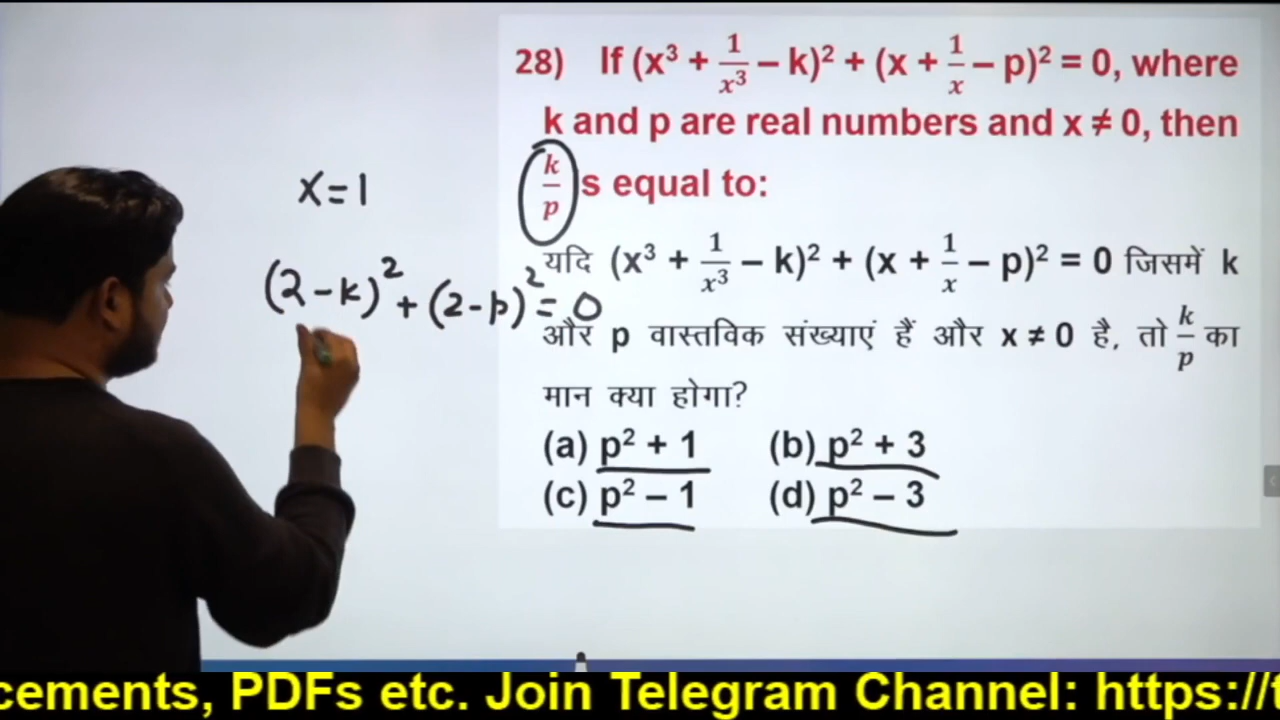 28) If (x³ + 1/x³ – k)² + (x + 1/x – p)² = 0, where
k and p are real numbers and x ≠ 0, then
k/p s equal to:
x = 1
(2 - k)² + (2 - p)² = 0
यदि (x³ + 1/x³ – k)² + (x + 1/x – p)² = 0 जिसमें k
और p वास्तविक संख्याएं हैं और x ≠ 0 है, तो k/p का
मान क्या होगा?
(a) p² + 1 (b) p² + 3
(c) p² – 1 (d) p² – 3
cements, PDFs etc. Join Telegram Channel: https://t